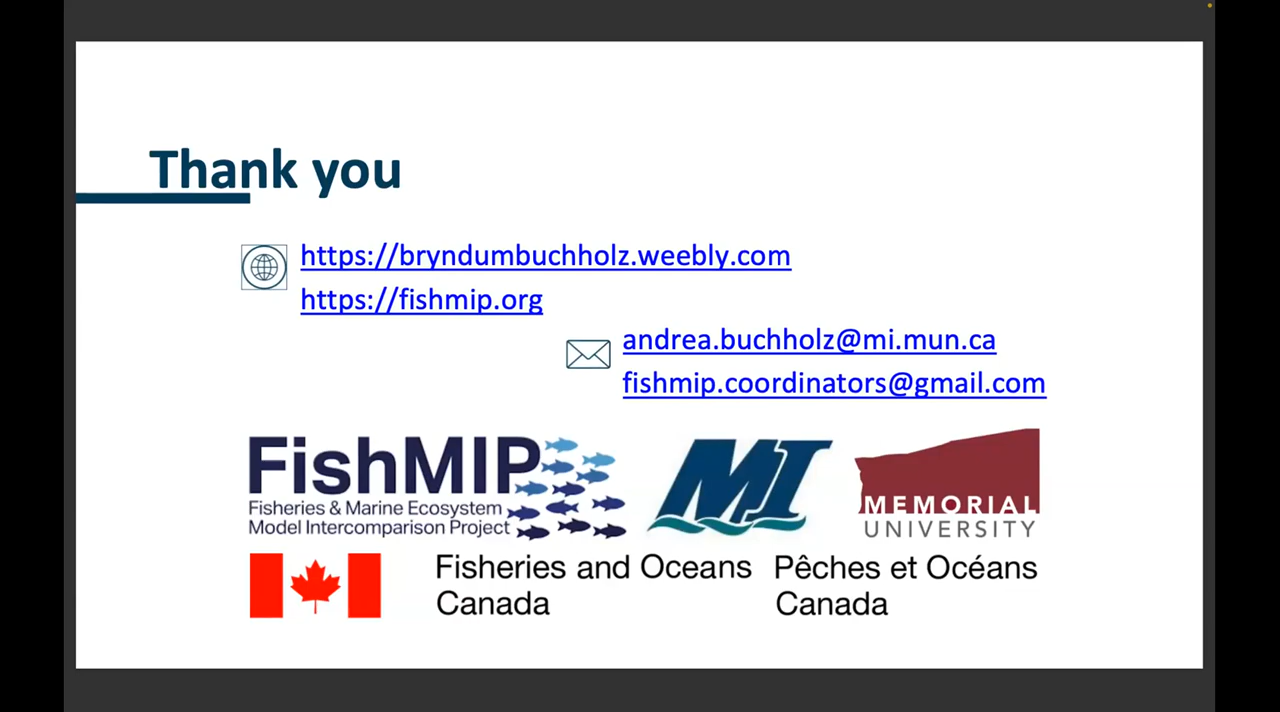 Thank you
https://bryndumbuchholz.weebly.com
https://fishmip.org
andrea.buchholz@mi.mun.ca
fishmip.coordinators@gmail.com
FishMIP
Fisheries & Marine Ecosystem
Model Intercomparison Project
MI
MEMORIAL
UNIVERSITY
Fisheries and Oceans
Canada
Pêches et Océans
Canada